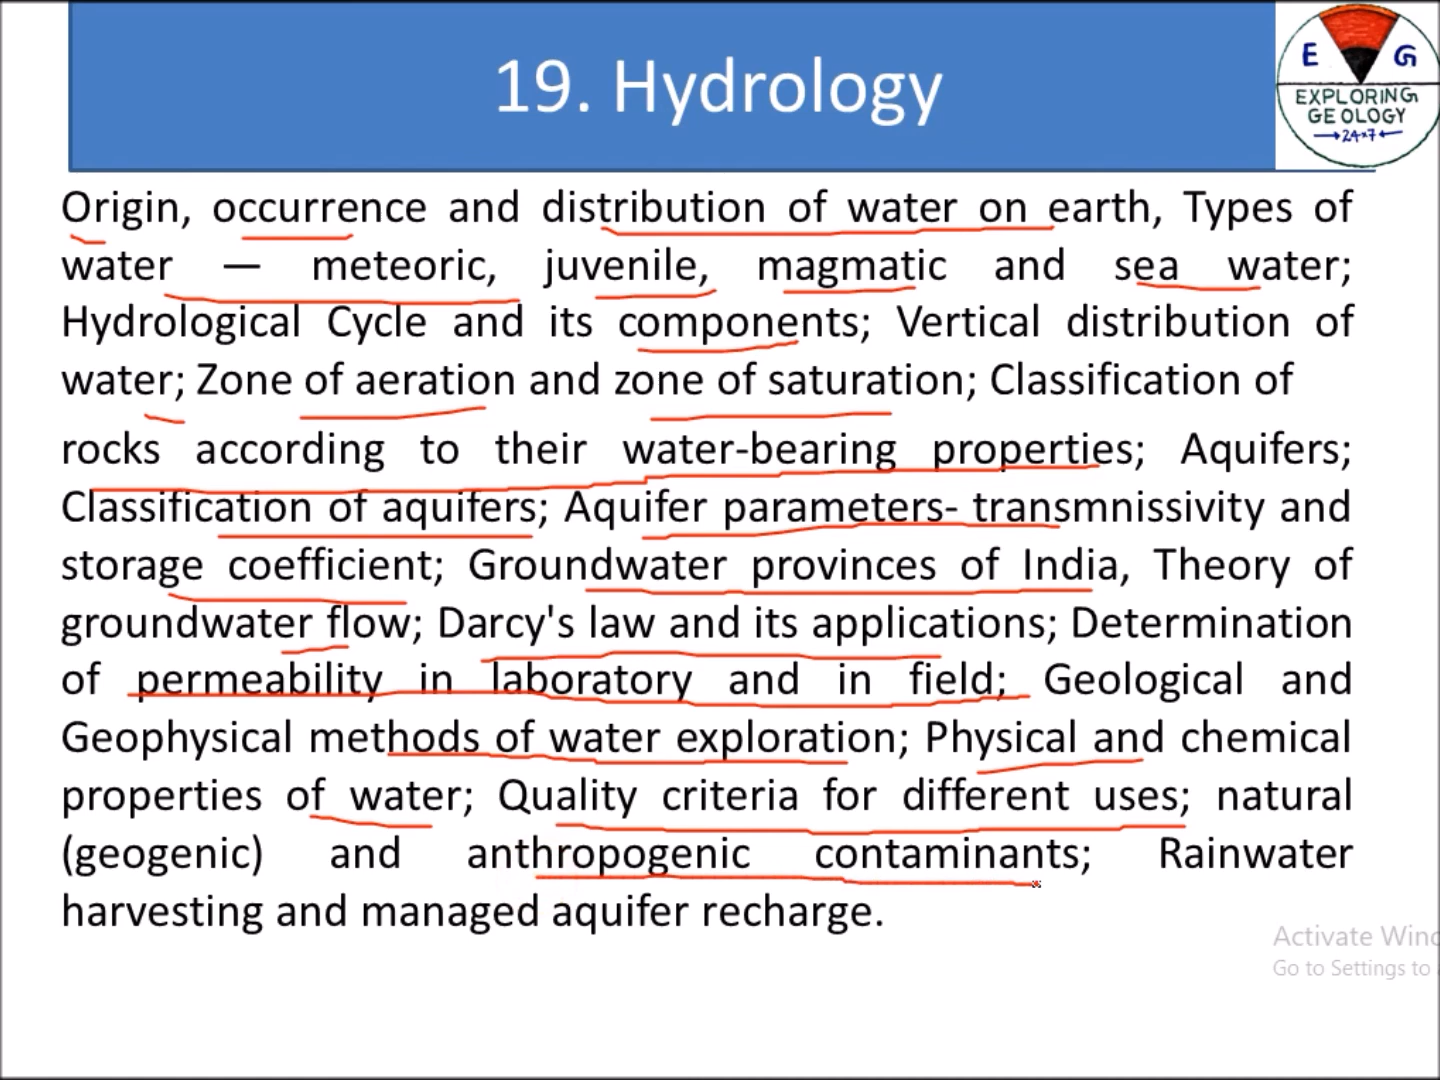 19. Hydrology
E G
EXPLORING
GEOLOGY
24×7
Origin, occurrence and distribution of water on earth, Types of
water — meteoric, juvenile, magmatic and sea water;
Hydrological Cycle and its components; Vertical distribution of
water; Zone of aeration and zone of saturation; Classification of
rocks according to their water-bearing properties; Aquifers;
Classification of aquifers; Aquifer parameters- transmnissivity and
storage coefficient; Groundwater provinces of India, Theory of
groundwater flow; Darcy's law and its applications; Determination
of permeability in laboratory and in field; Geological and
Geophysical methods of water exploration; Physical and chemical
properties of water; Quality criteria for different uses; natural
(geogenic) and anthropogenic contaminants; Rainwater
harvesting and managed aquifer recharge.
Activate Wind
Go to Settings to